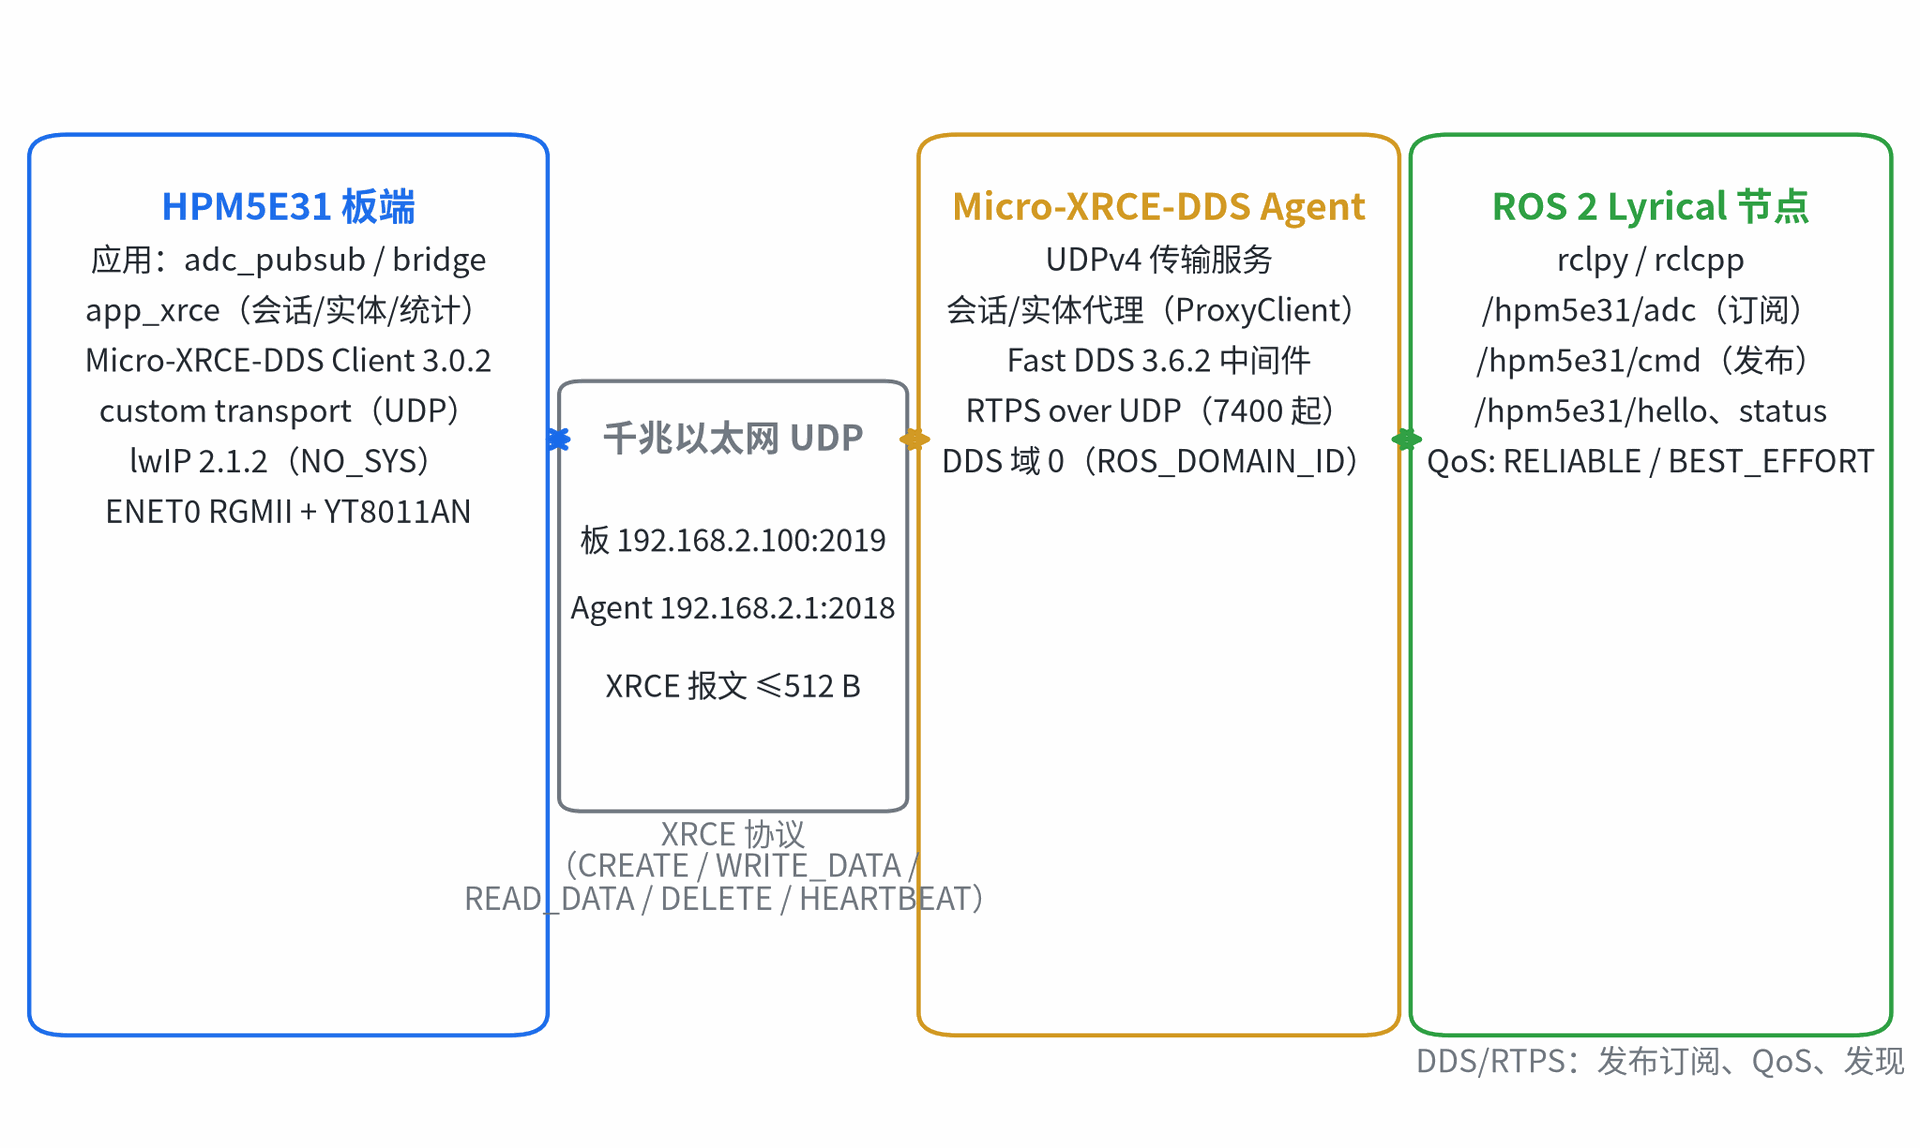 HPM5E31 板端
应用：adc_pubsub / bridge
app_xrce（会话/实体/统计）
Micro-XRCE-DDS Client 3.0.2
custom transport（UDP）
lwIP 2.1.2（NO_SYS）
ENET0 RGMII + YT8011AN
千兆以太网 UDP
板 192.168.2.100:2019
Agent 192.168.2.1:2018
XRCE 报文 ≤512 B
XRCE 协议
（CREATE / WRITE_DATA /
READ_DATA / DELETE / HEARTBEAT）
Micro-XRCE-DDS Agent
UDPv4 传输服务
会话/实体代理（ProxyClient）
Fast DDS 3.6.2 中间件
RTPS over UDP（7400 起）
DDS 域 0（ROS_DOMAIN_ID）
ROS 2 Lyrical 节点
rclpy / rclcpp
/hpm5e31/adc（订阅）
/hpm5e31/cmd（发布）
/hpm5e31/hello、status
QoS: RELIABLE / BEST_EFFORT
DDS/RTPS：发布订阅、QoS、发现